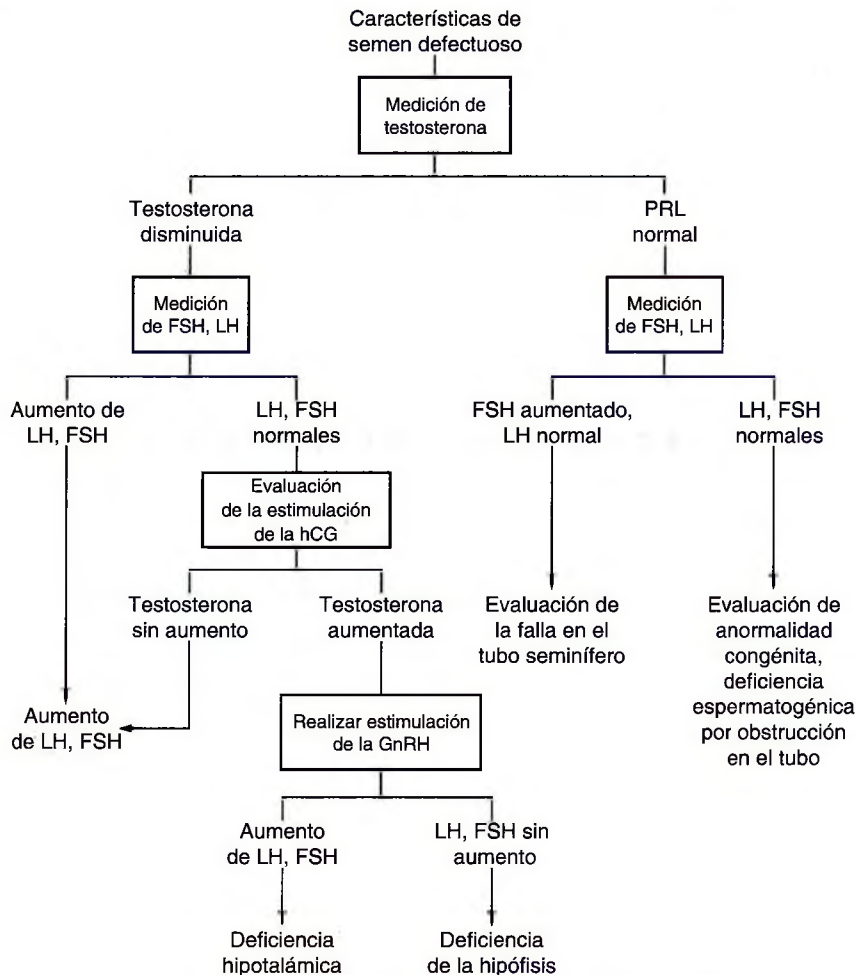 Características de
semen defectuoso
Medición de
testosterona
Testosterona
disminuida
PRL
normal
Medición
de FSH, LH
Medición
de FSH, LH
Aumento de
LH, FSH
LH, FSH
normales
FSH aumentado,
LH normal
LH, FSH
normales
Evaluación
de la estimulación
de la hCG
Testosterona
sin aumento
Testosterona
aumentada
Evaluación de
la falla en el
tubo seminífero
Evaluación de
anormalidad
congénita,
deficiencia
espermatogénica
por obstrucción
en el tubo
Aumento
de LH, FSH
Realizar estimulación
de la GnRH
Aumento
de LH, FSH
LH, FSH sin
aumento
Deficiencia
hipotalámica
Deficiencia
de la hipófisis